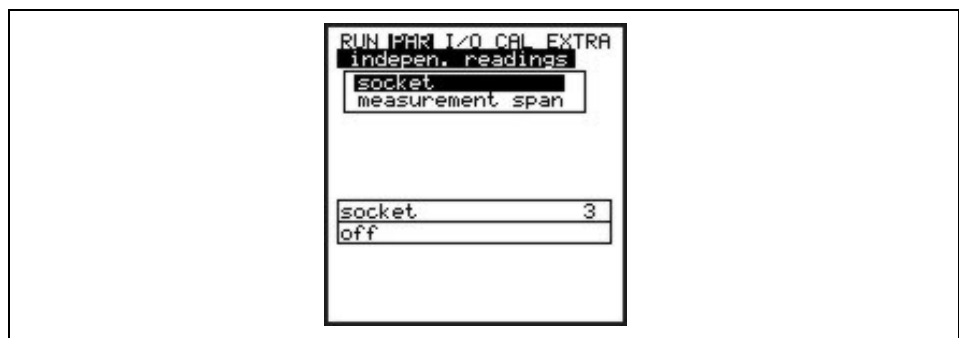 RUN PAR I/O CAL EXTRA
indepen. readings
socket
measurement span
socket 3
off